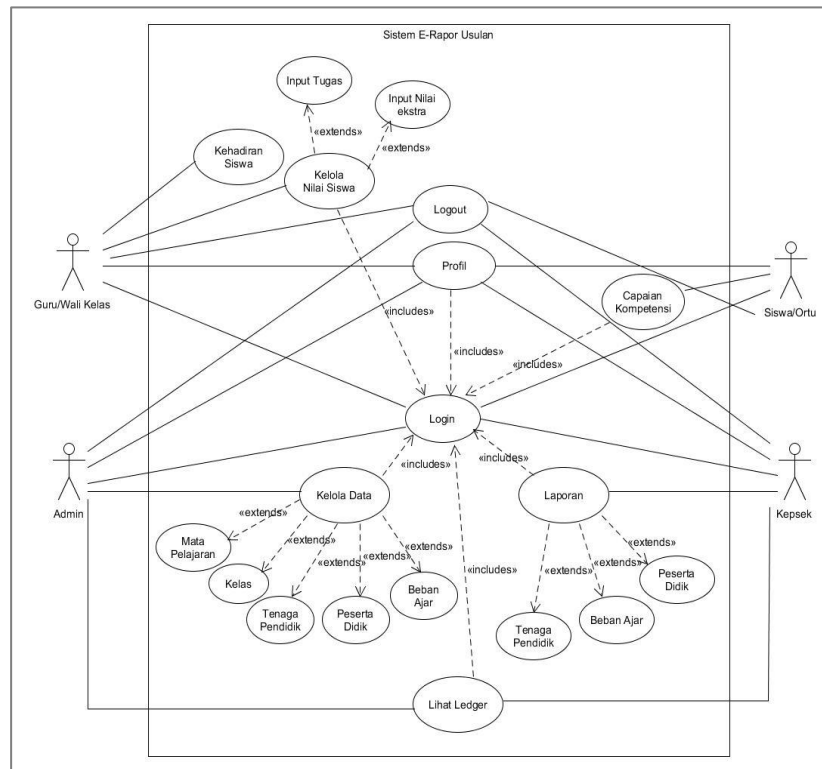 Sistem E-Rapor Usulan
Input Tugas
Input Nilai
ekstra
«extends»
«extends»
Kehadiran
Siswa
Kelola
Nilai Siswa
Logout
Guru/Wali Kelas
Profil
Siswa/Ortu
Capaian
Kompetensi
«includes»
«includes»
«includes»
Login
Admin
Kepsek
«includes»
«includes»
Kelola Data
Laporan
«extends»
«extends»
«extends»
«extends»
«extends»
Mata
Pelajaran
Kelas
Tenaga
Pendidik
Peserta
Didik
Beban
Ajar
«includes»
«extends»
«extends»
«extends»
Tenaga
Pendidik
Beban Ajar
Peserta
Didik
Lihat Ledger